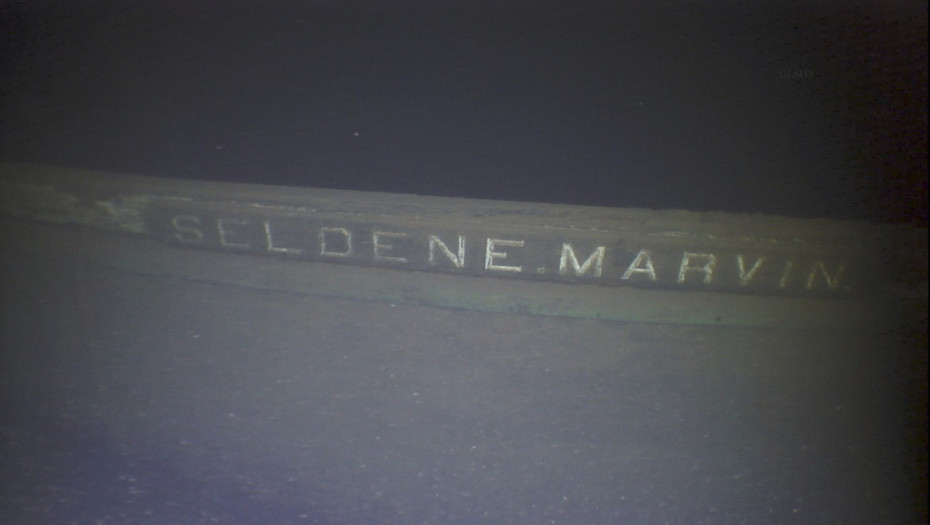 SELDEN E. MARVIN